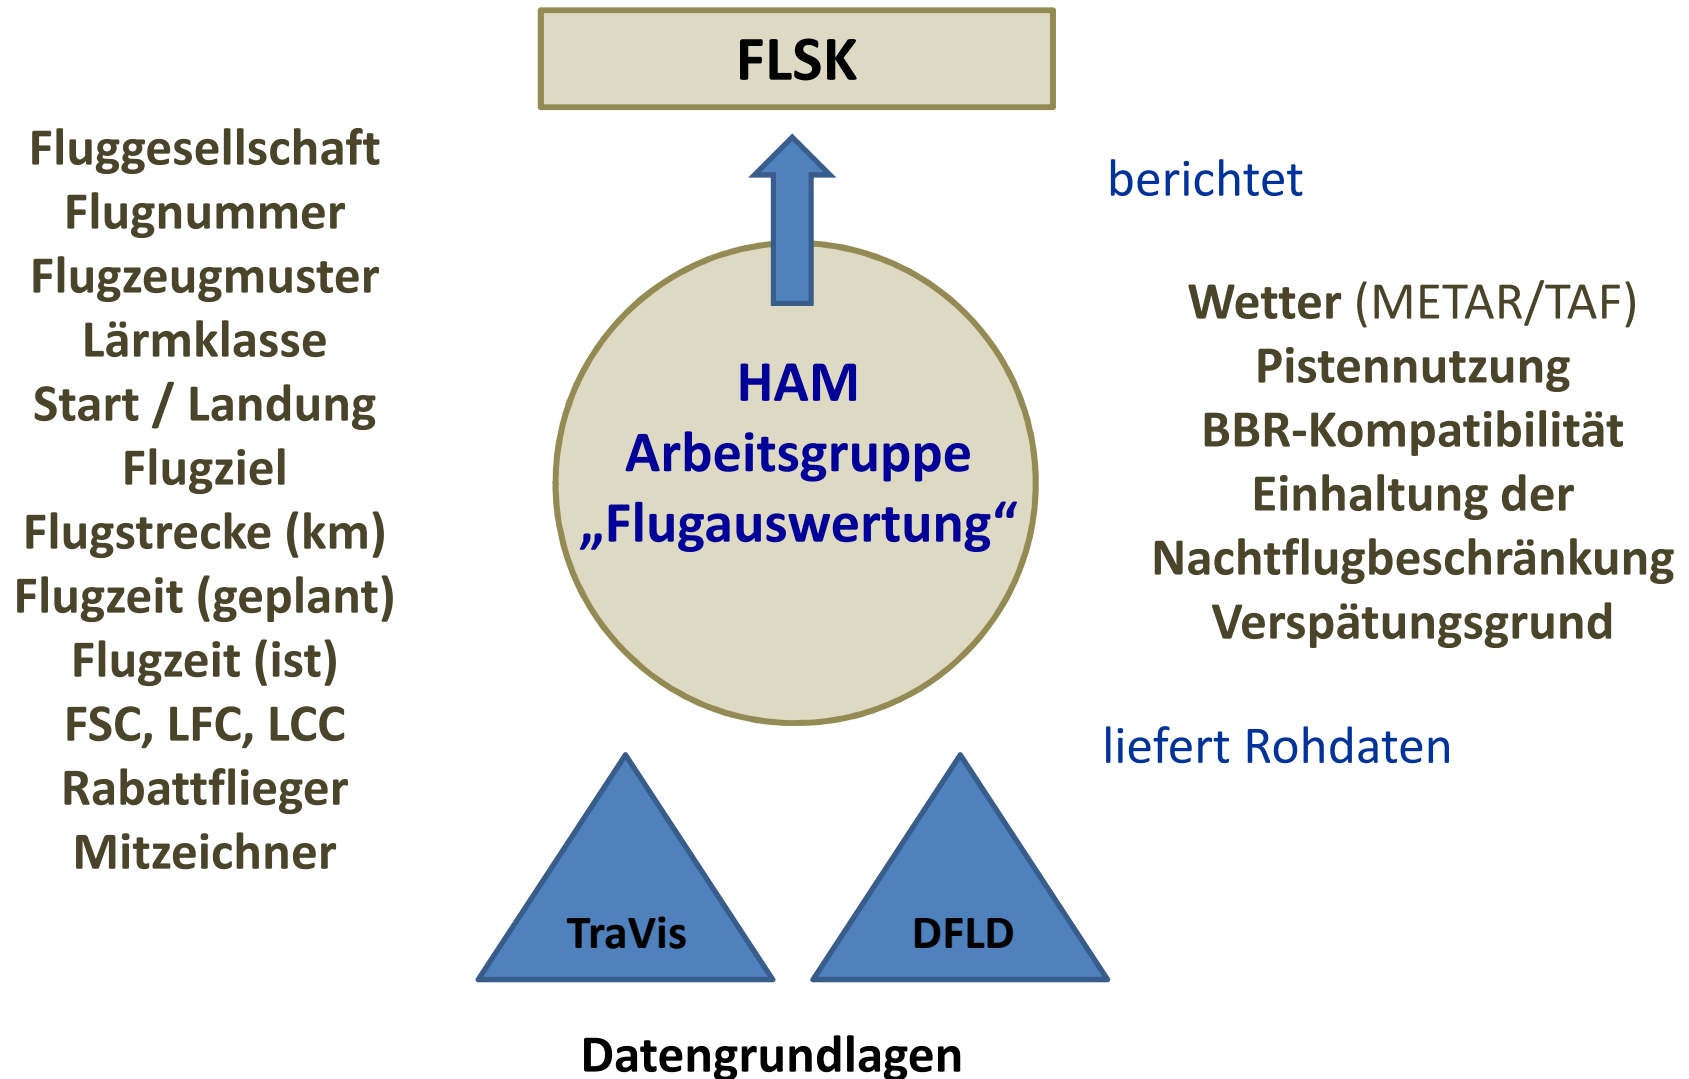 FLSK
Fluggesellschaft
Flugnummer
Flugzeugmuster
Lärmklasse
Start / Landung
Flugziel
Flugstrecke (km)
Flugzeit (geplant)
Flugzeit (ist)
FSC, LFC, LCC
Rabattflieger
Mitzeichner
HAM
Arbeitsgruppe
„Flugauswertung“
berichtet
Wetter (METAR/TAF)
Pistennutzung
BBR-Kompatibilität
Einhaltung der
Nachtflugbeschränkung
Verspätungsgrund
liefert Rohdaten
TraVis
DFLD
Datengrundlagen